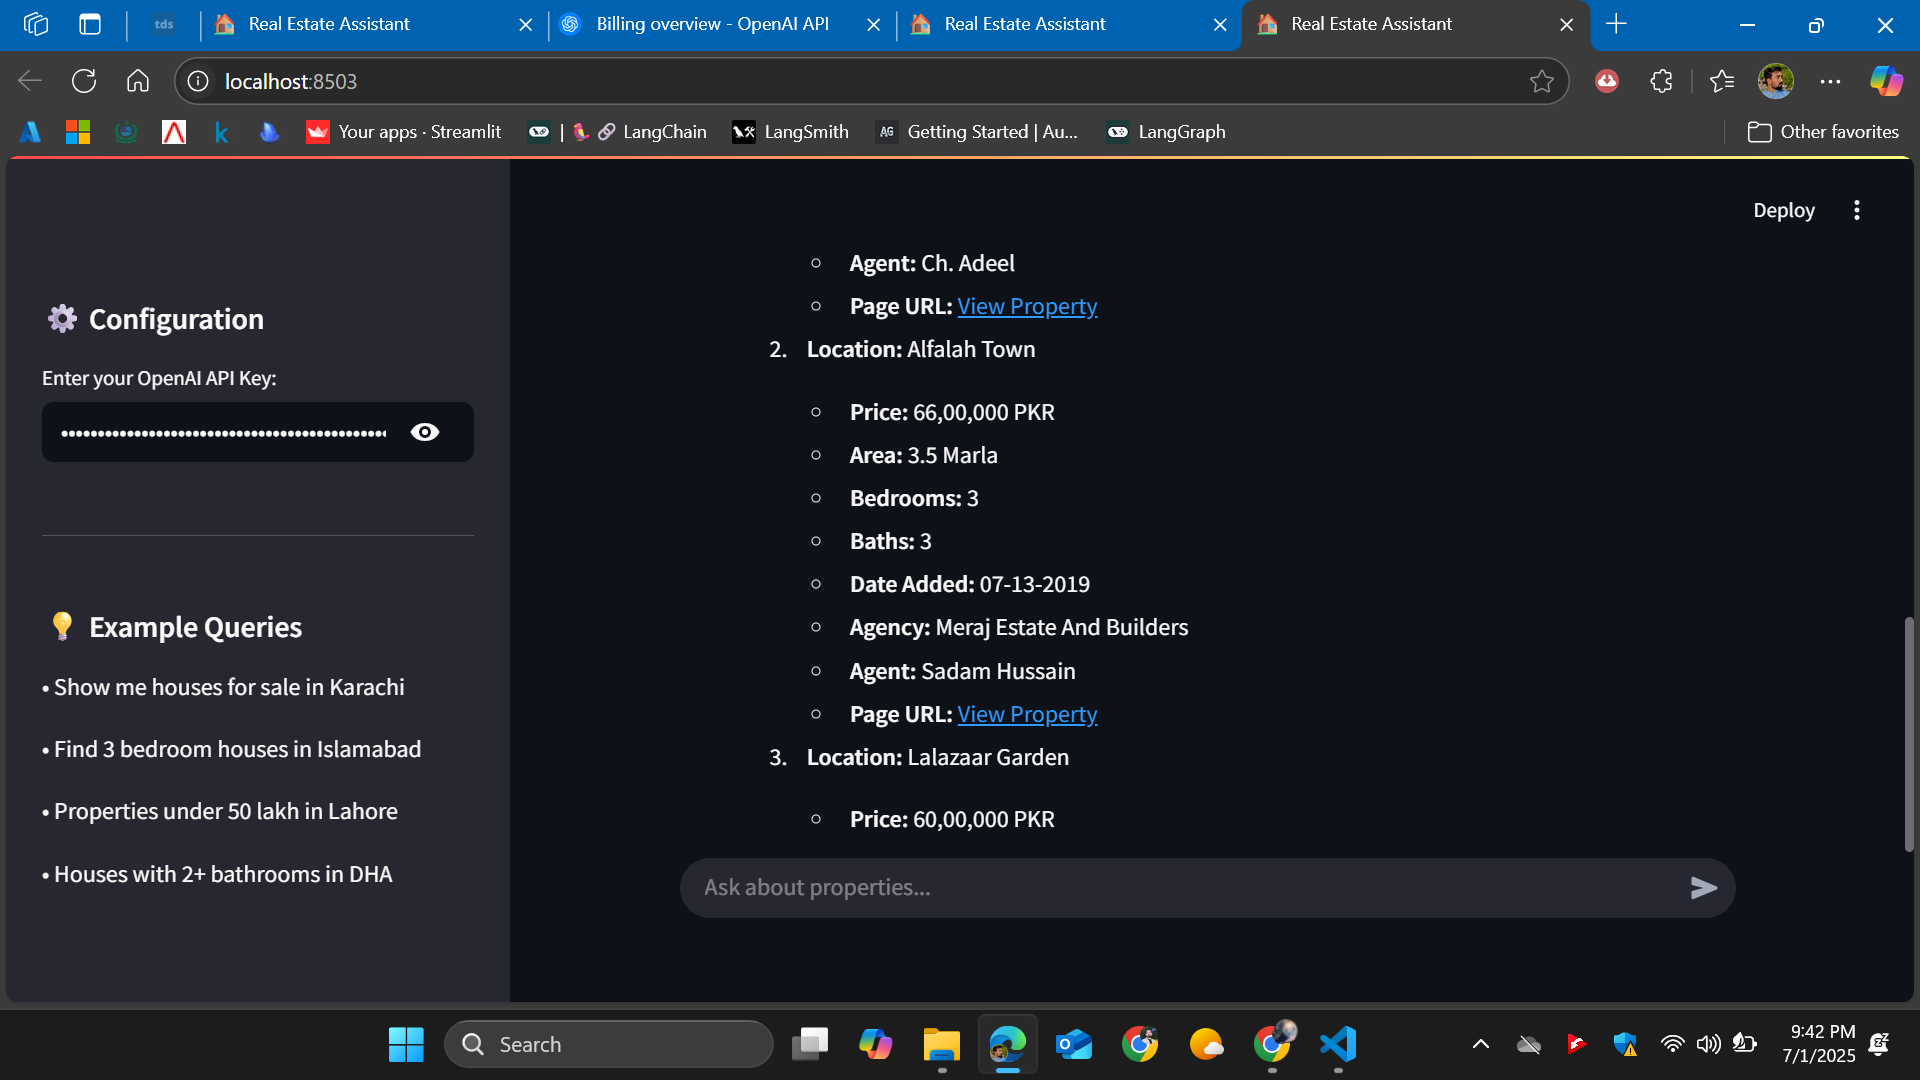 tds
Real Estate Assistant
Billing overview - OpenAI API
Real Estate Assistant
Real Estate Assistant
localhost:8503
Your apps · Streamlit
| 🦜🔗 LangChain
LangSmith
AG
Getting Started | Au...
LangGraph
Other favorites
Deploy
⚙️ Configuration
Enter your OpenAI API Key:
💡 Example Queries
• Show me houses for sale in Karachi
• Find 3 bedroom houses in Islamabad
• Properties under 50 lakh in Lahore
• Houses with 2+ bathrooms in DHA
Agent: Ch. Adeel
Page URL: View Property
2. Location: Alfalah Town
Price: 66,00,000 PKR
Area: 3.5 Marla
Bedrooms: 3
Baths: 3
Date Added: 07-13-2019
Agency: Meraj Estate And Builders
Agent: Sadam Hussain
Page URL: View Property
3. Location: Lalazaar Garden
Price: 60,00,000 PKR
Ask about properties...
Search
9:42 PM
7/1/2025